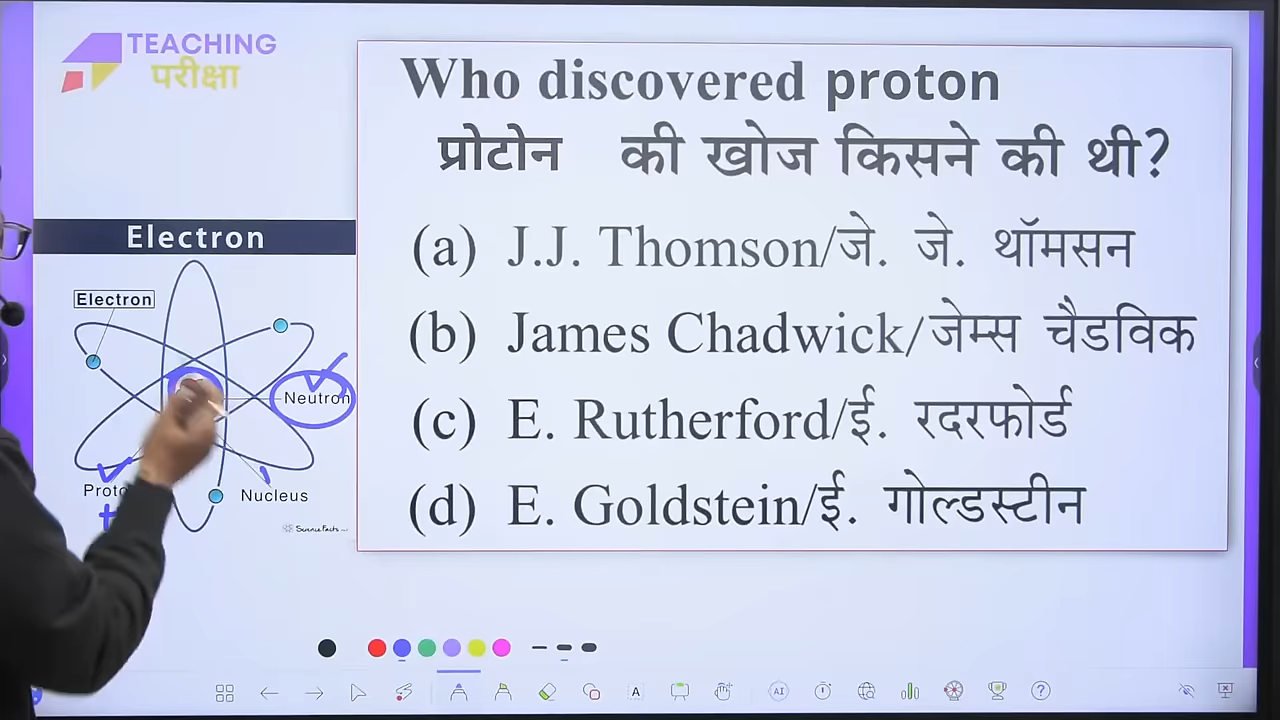 TEACHING
परीक्षा
Who discovered proton
प्रोटोन की खोज किसने की थी?
(a) J.J. Thomson/जे. जे. थॉमसन
(b) James Chadwick/जेम्स चैडविक
(c) E. Rutherford/ई. रदरफोर्ड
(d) E. Goldstein/ई. गोल्डस्टीन
Electron
Electron
Neutron
Nucleus
A
AI
?